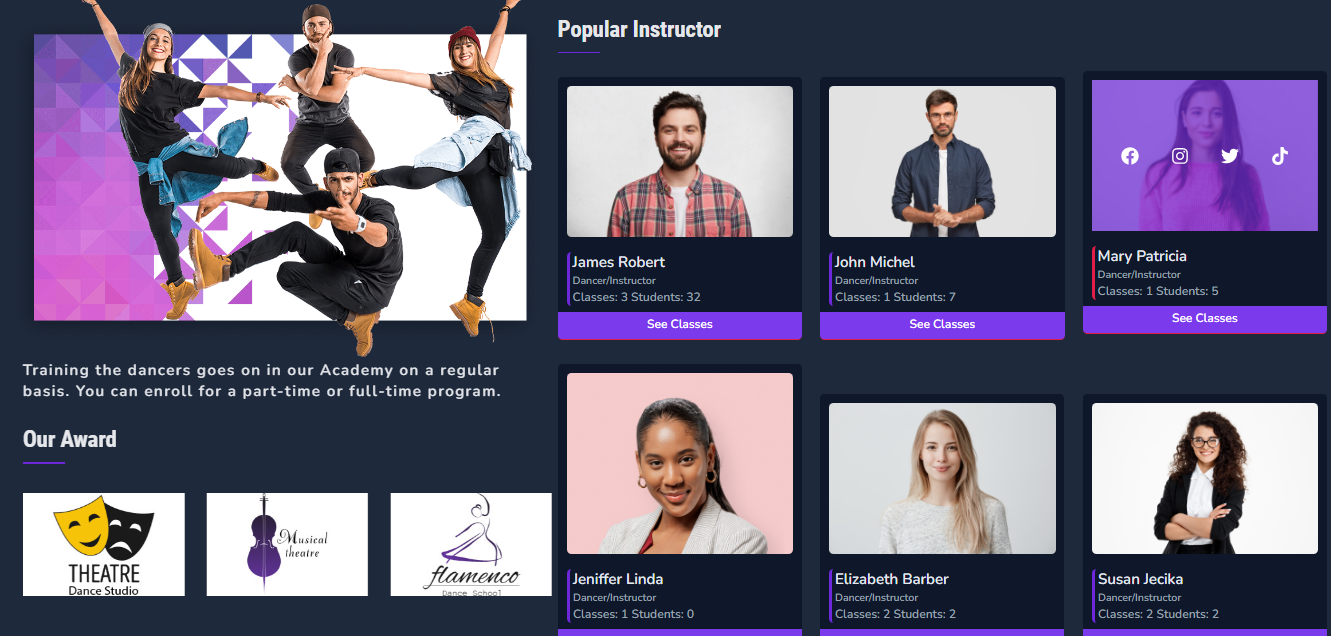 Training the dancers goes on in our Academy on a regular
basis. You can enroll for a part-time or full-time program.
Our Award
THEATRE
Dance Studio
Musical
theatre
flamenco
Dance School
Popular Instructor
James Robert
Dancer/Instructor
Classes: 3 Students: 32
See Classes
John Michel
Dancer/Instructor
Classes: 1 Students: 7
See Classes
Mary Patricia
Dancer/Instructor
Classes: 1 Students: 5
See Classes
Jeniffer Linda
Dancer/Instructor
Classes: 1 Students: 0
Elizabeth Barber
Dancer/Instructor
Classes: 2 Students: 2
Susan Jecika
Dancer/Instructor
Classes: 2 Students: 2